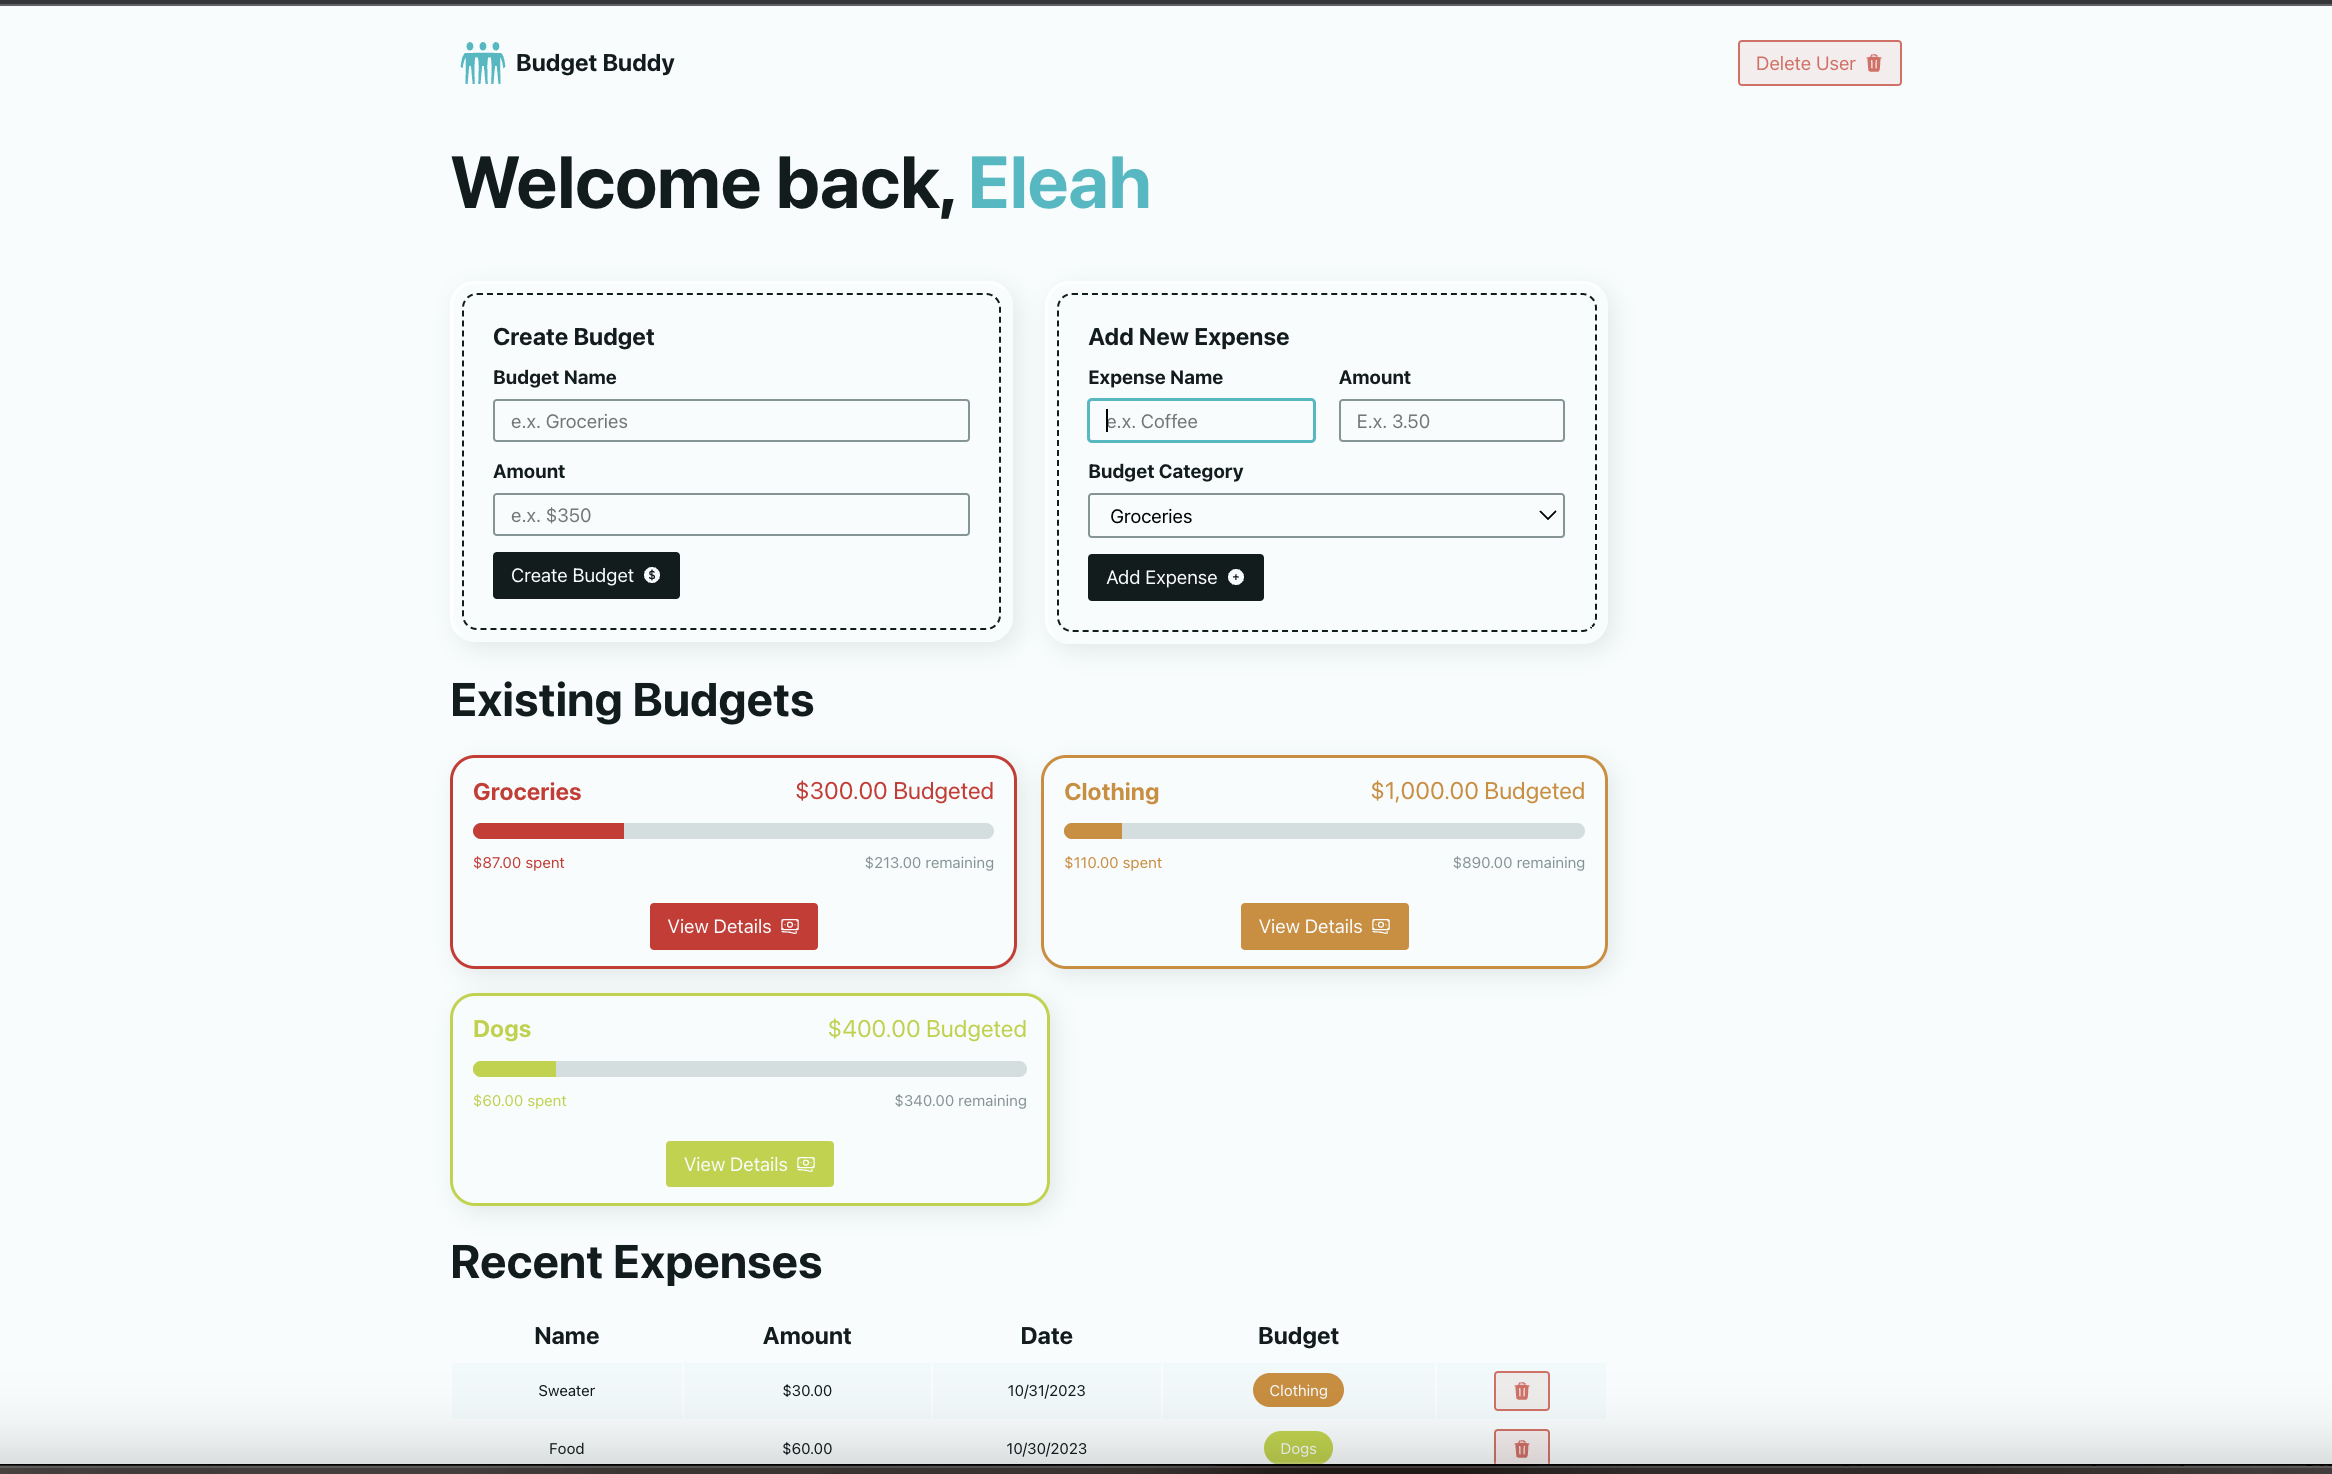 Budget Buddy
Delete User
Welcome back, Eleah
Create Budget
Budget Name
e.x. Groceries
Amount
e.x. $350
Create Budget
Add New Expense
Expense Name
Amount
e.x. Coffee
E.x. 3.50
Budget Category
Groceries
Add Expense
Existing Budgets
Groceries
$300.00 Budgeted
$87.00 spent
$213.00 remaining
View Details
Clothing
$1,000.00 Budgeted
$110.00 spent
$890.00 remaining
View Details
Dogs
$400.00 Budgeted
$60.00 spent
$340.00 remaining
View Details
Recent Expenses
Name Amount Date Budget
Sweater $30.00 10/31/2023 Clothing
Food $60.00 10/30/2023 Dogs